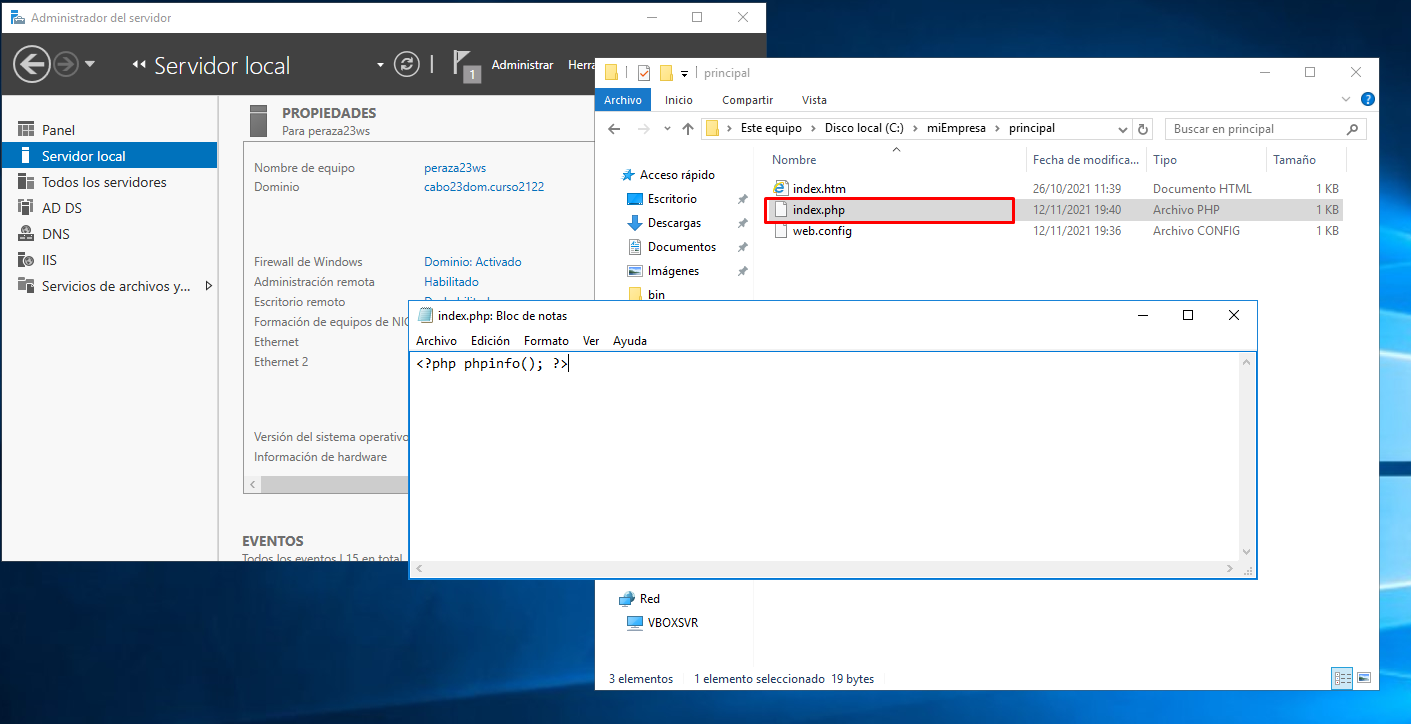 Administrador del servidor
Servidor local
1
Administrar
Herra
Panel
Servidor local
Todos los servidores
AD DS
DNS
IIS
Servicios de archivos y...
PROPIEDADES
Para peraza23ws
Nombre de equipo peraza23ws
Dominio cabo23dom.curso2122
Firewall de Windows Dominio: Activado
Administración remota Habilitado
Escritorio remoto
Formación de equipos de NIC
Ethernet
Ethernet 2
Versión del sistema operativo
Información de hardware
EVENTOS
Todos los eventos | 15 en total
principal
Archivo Inicio Compartir Vista
Este equipo Disco local (C:) miEmpresa principal
Buscar en principal
Acceso rápido
Escritorio
Descargas
Documentos
Imágenes
bin
Red
VBOXSVR
Nombre Fecha de modifica... Tipo Tamaño
index.htm 26/10/2021 11:39 Documento HTML 1 KB
index.php 12/11/2021 19:40 Archivo PHP 1 KB
web.config 12/11/2021 19:36 Archivo CONFIG 1 KB
3 elementos 1 elemento seleccionado 19 bytes
index.php: Bloc de notas
Archivo Edición Formato Ver Ayuda
<?php phpinfo(); ?>